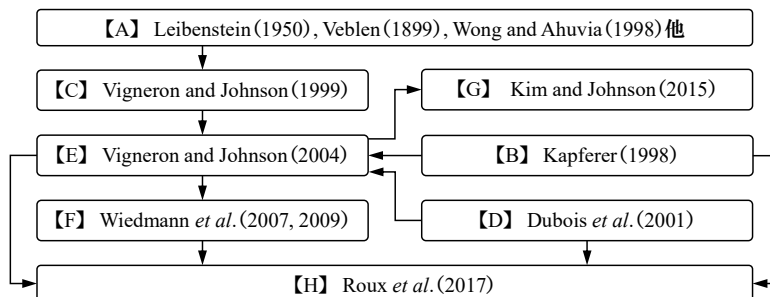 【A】 Leibenstein(1950), Veblen(1899), Wong and Ahuvia(1998)他
【C】 Vigneron and Johnson(1999)
【G】 Kim and Johnson(2015)
【E】 Vigneron and Johnson(2004)
【B】 Kapferer(1998)
【F】 Wiedmann et al.(2007, 2009)
【D】 Dubois et al.(2001)
【H】 Roux et al.(2017)